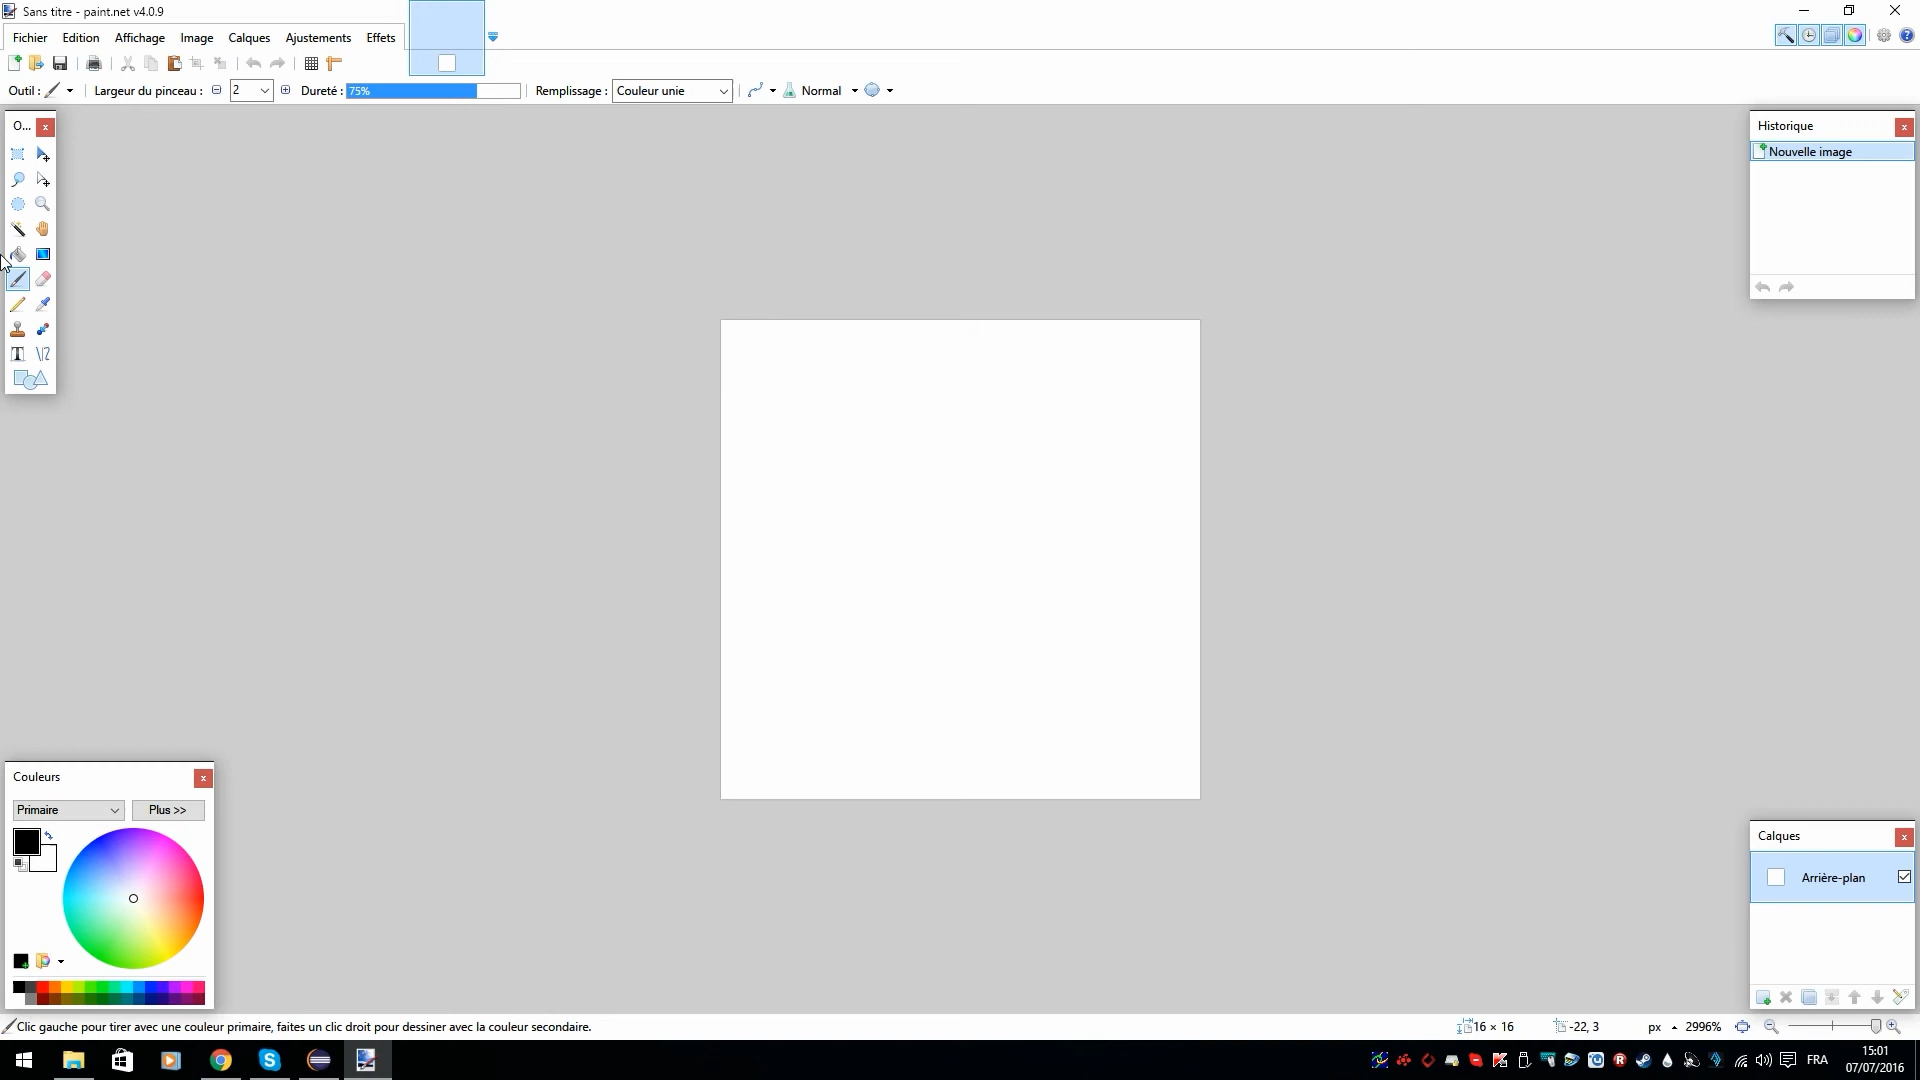 Sans titre - paint.net v4.0.9
Fichier Edition Affichage Image Calques Ajustements Effets
Outil : Largeur du pinceau : 2 Dureté : 75% Remplissage : Couleur unie Normal
O... x
Historique x
Nouvelle image
Couleurs x
Primaire Plus >>
Calques x
Arrière-plan
Clic gauche pour tirer avec une couleur primaire, faites un clic droit pour dessiner avec la couleur secondaire. 16 × 16 -22, 3 px 2996%
FRA 15:01
07/07/2016